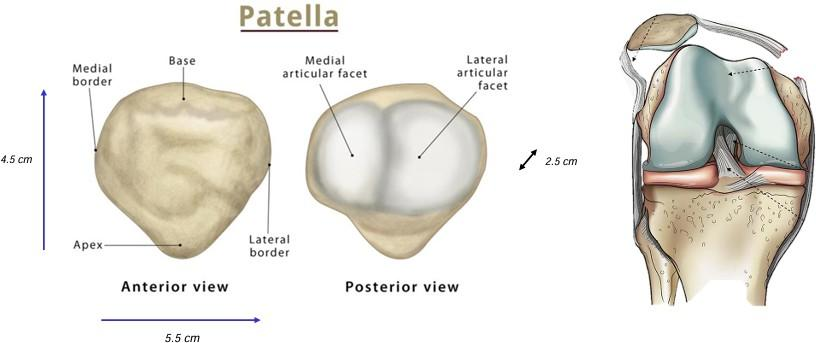 Patella
Medial
border
Base
Medial
articular facet
Lateral
articular
facet
4.5 cm
2.5 cm
Apex
Lateral
border
Anterior view
Posterior view
5.5 cm